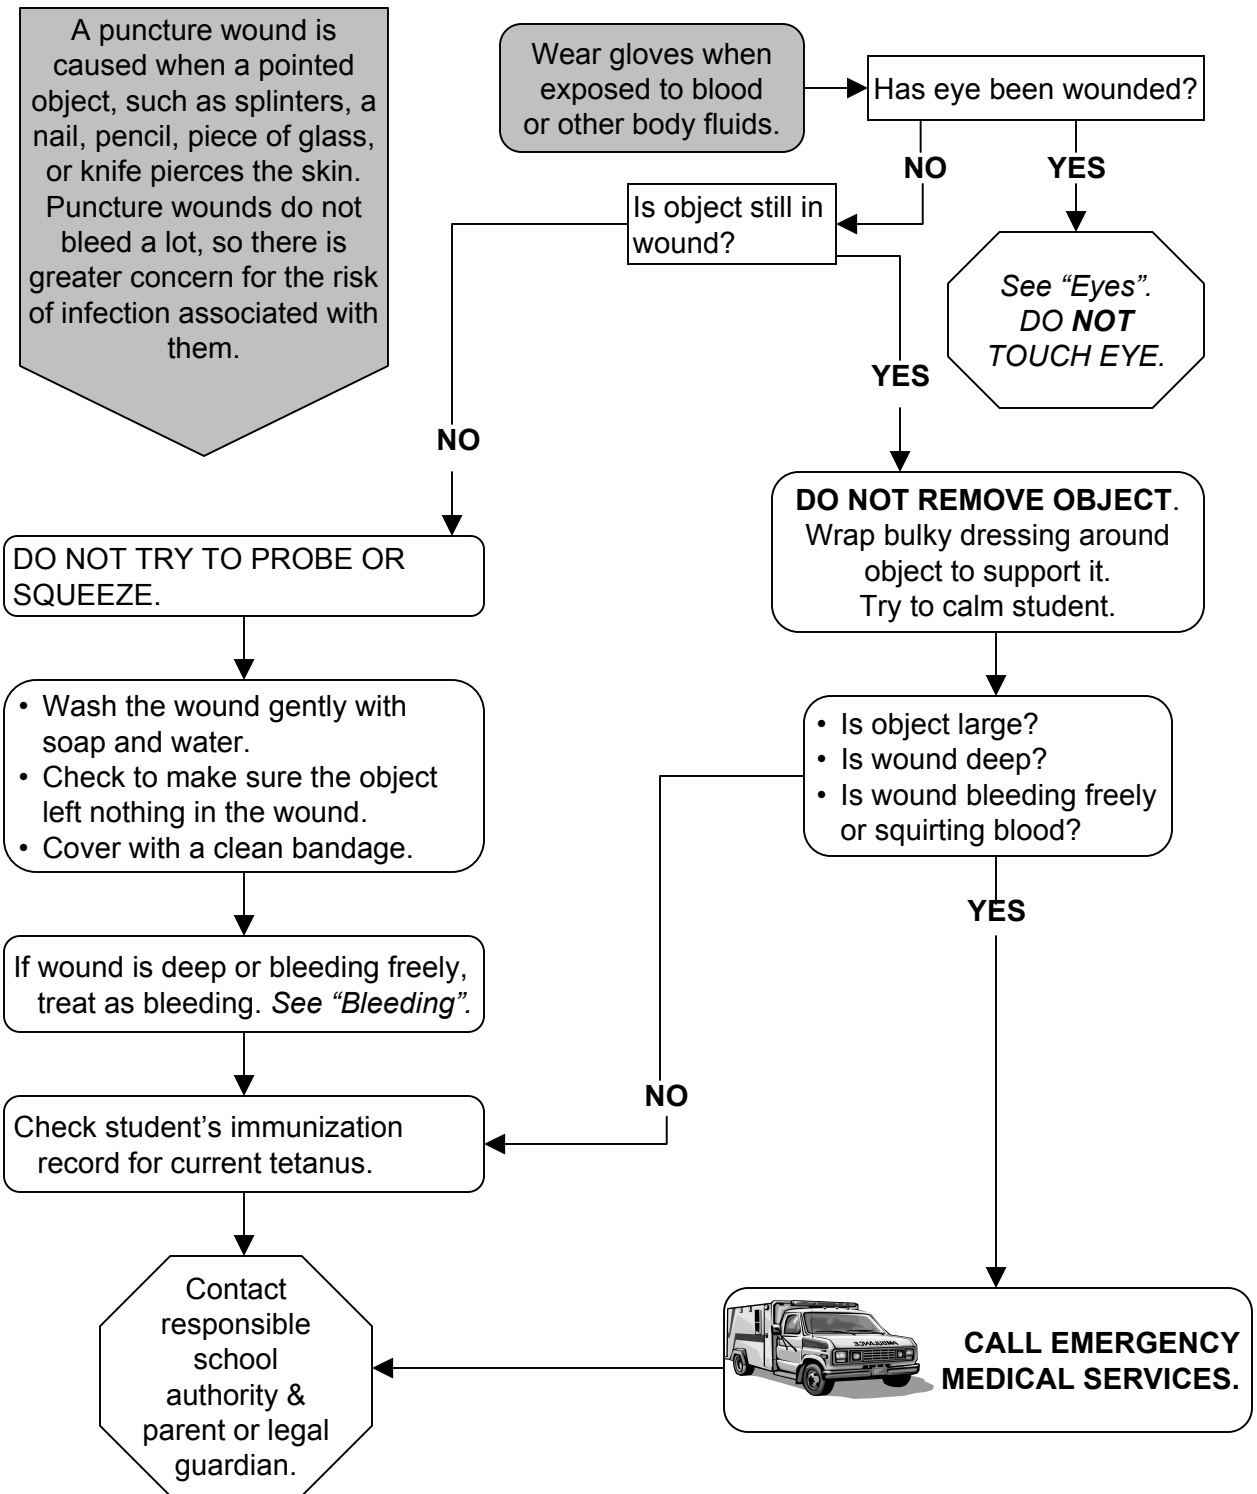 A puncture wound is
caused when a pointed
object, such as splinters, a
nail, pencil, piece of glass,
or knife pierces the skin.
Puncture wounds do not
bleed a lot, so there is
greater concern for the risk
of infection associated with
them.
Wear gloves when
exposed to blood
or other body fluids.
Has eye been wounded?
NO
YES
Is object still in
wound?
See “Eyes”.
DO NOT
TOUCH EYE.
YES
NO
DO NOT REMOVE OBJECT.
Wrap bulky dressing around
object to support it.
Try to calm student.
DO NOT TRY TO PROBE OR
SQUEEZE.
• Wash the wound gently with
soap and water.
• Check to make sure the object
left nothing in the wound.
• Cover with a clean bandage.
• Is object large?
• Is wound deep?
• Is wound bleeding freely
or squirting blood?
YES
If wound is deep or bleeding freely,
treat as bleeding. See “Bleeding”.
NO
Check student’s immunization
record for current tetanus.
Contact
responsible
school
authority &
parent or legal
guardian.
AMBULANCE
CALL EMERGENCY
MEDICAL SERVICES.